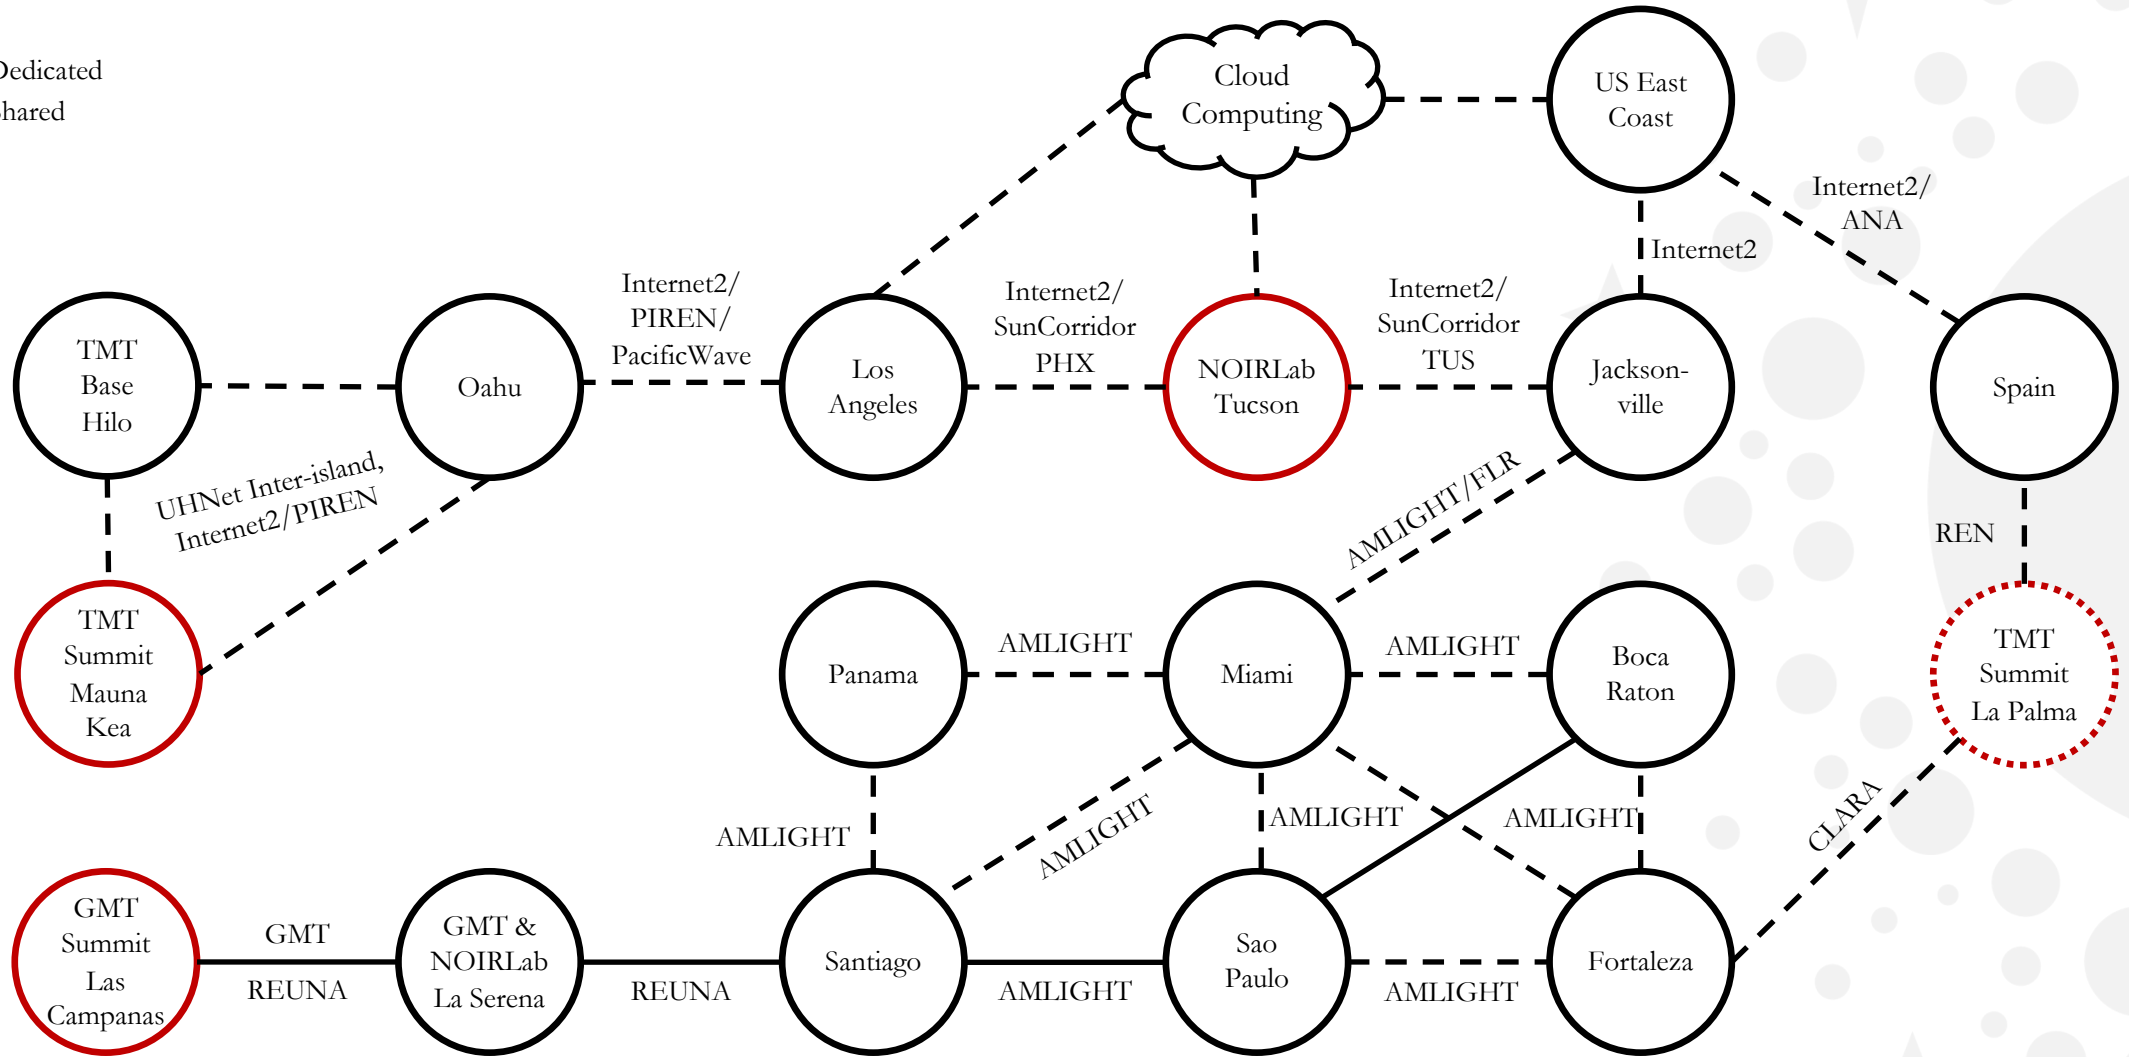 Dedicated
Shared
Cloud
Computing
US East
Coast
Internet2/
ANA
Internet2
TMT
Base
Hilo
Oahu
Internet2/
PIREN/
PacificWave
Los
Angeles
Internet2/
SunCorridor
PHX
NOIRLab
Tucson
Internet2/
SunCorridor
TUS
Jackson-
ville
Spain
UHNet Inter-island,
Internet2/PIREN
AMLIGHT/FLR
REN
TMT
Summit
Mauna
Kea
Panama
AMLIGHT
Miami
AMLIGHT
Boca
Raton
TMT
Summit
La Palma
AMLIGHT
AMLIGHT
AMLIGHT
AMLIGHT
CLARA
GMT
Summit
Las
Campanas
GMT
REUNA
GMT &
NOIRLab
La Serena
REUNA
Santiago
AMLIGHT
Sao
Paulo
AMLIGHT
Fortaleza